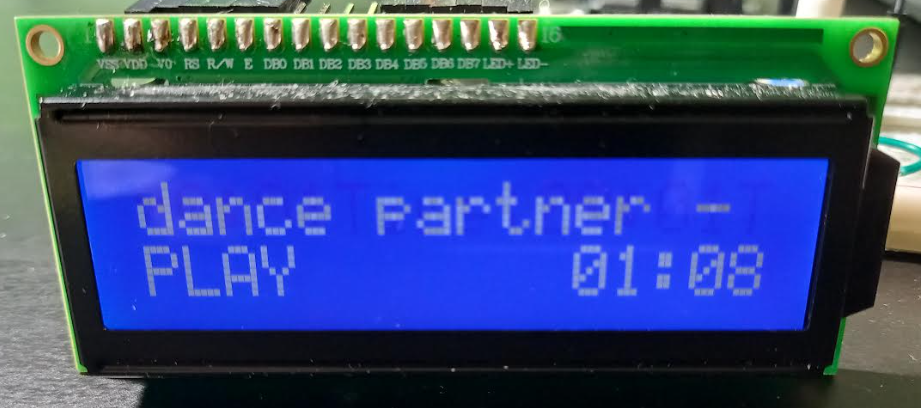 VSS VDD V0 RS R/W E DB0 DB1 DB2 DB3 DB4 DB5 DB6 DB7 LED+ LED-
dance partner -
PLAY 01:08